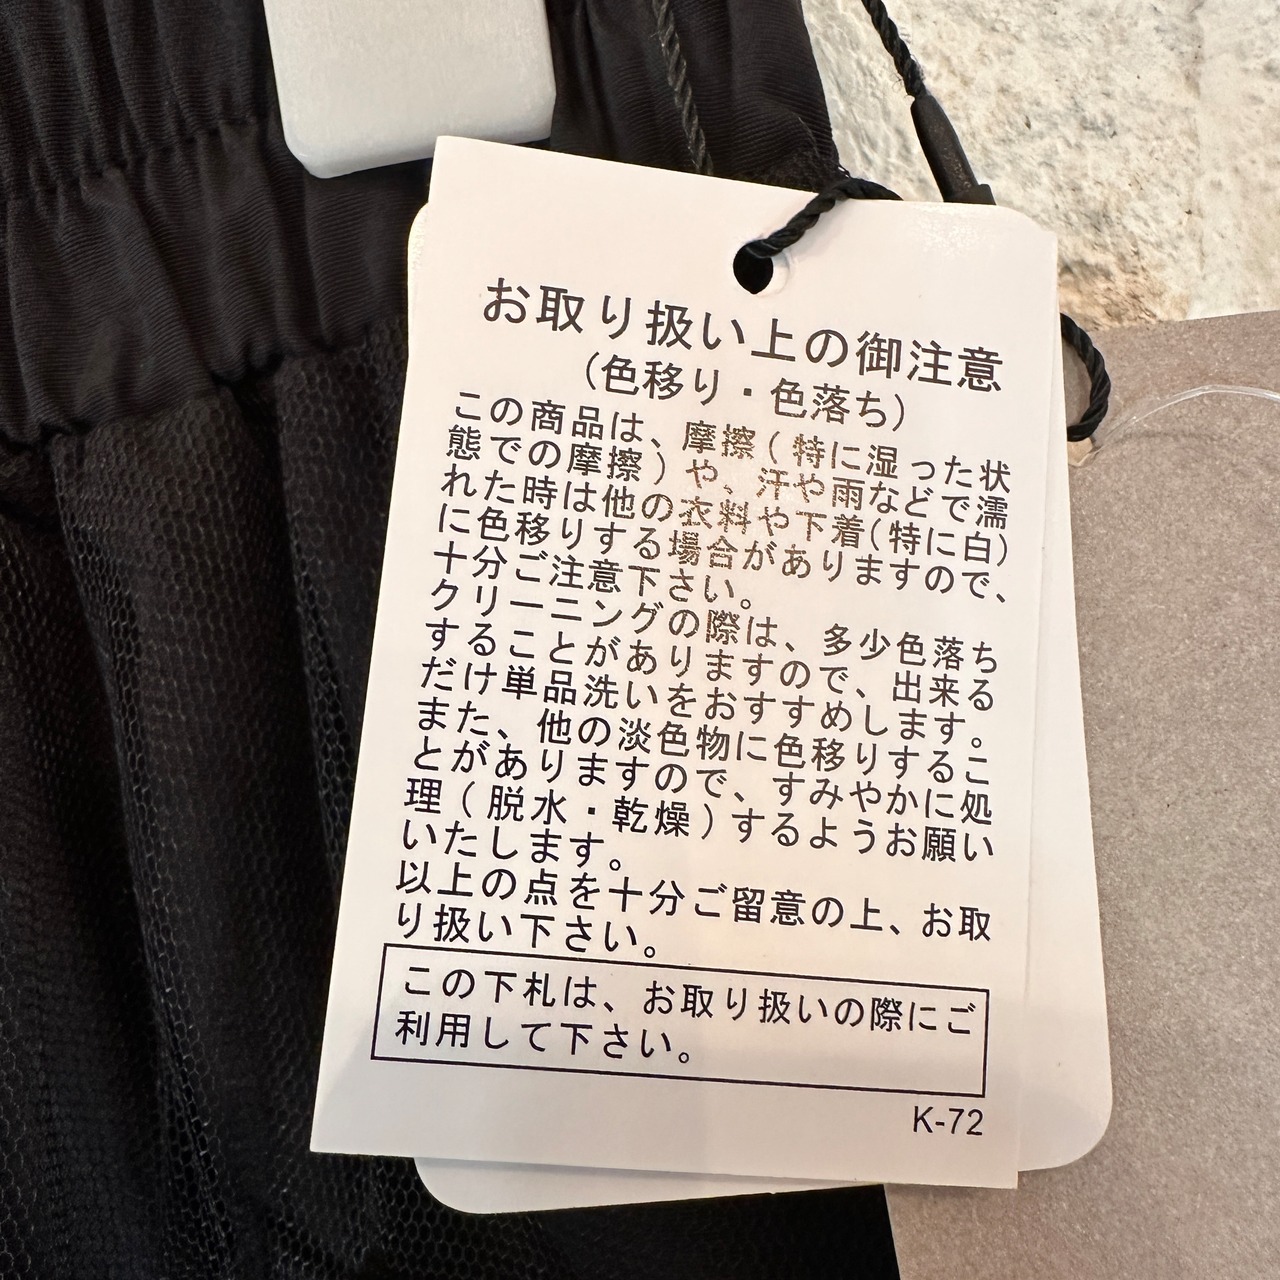 お取り扱い上の御注意
(色移り・色落ち)
この商品は、摩擦(特に湿った状
態での摩擦)や、汗や雨などで濡
れた時は他の衣料や下着(特に白)
に色移りする場合がありますので、
十分ご注意下さい。
クリーニングの際は、多少色落ち
することがありますので、出来る
だけ単品洗いをおすすめします。
また、他の淡色物に色移りするこ
とがありますので、すみやかに処
理(脱水・乾燥)するようお願い
いたします。
以上の点を十分ご留意の上、お取
り扱い下さい。
この下札は、お取り扱いの際にご
利用して下さい。
K-72